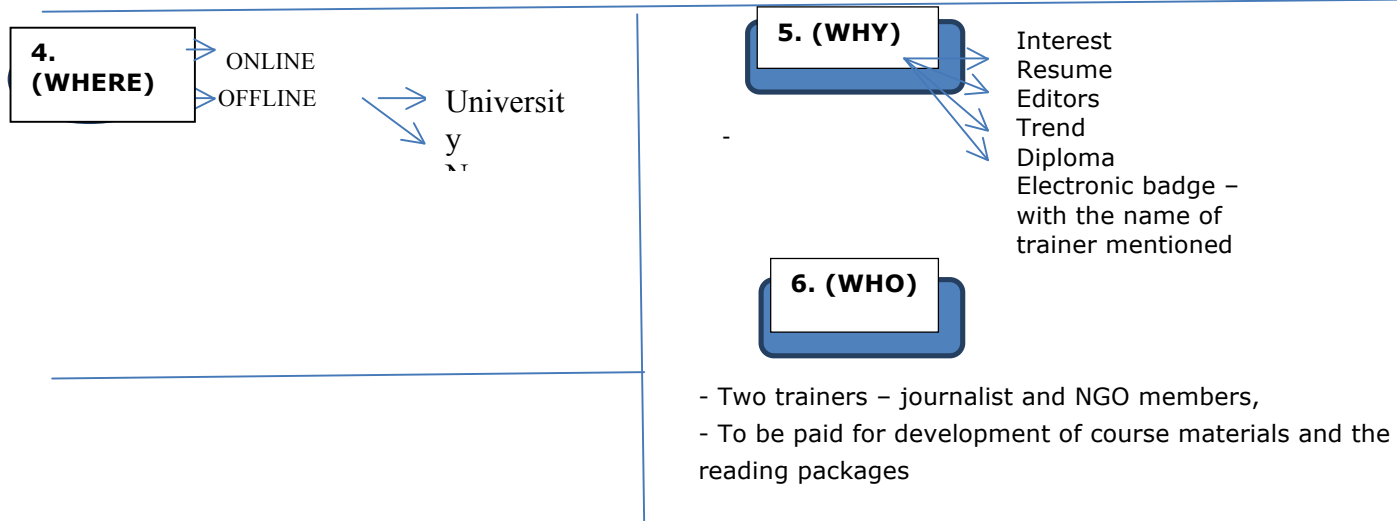 4.
(WHERE)
ONLINE
OFFLINE
Universit
y
5. (WHY)
Interest
Resume
Editors
Trend
Diploma
Electronic badge –
with the name of
trainer mentioned
-
6. (WHO)
- Two trainers – journalist and NGO members,
- To be paid for development of course materials and the
reading packages